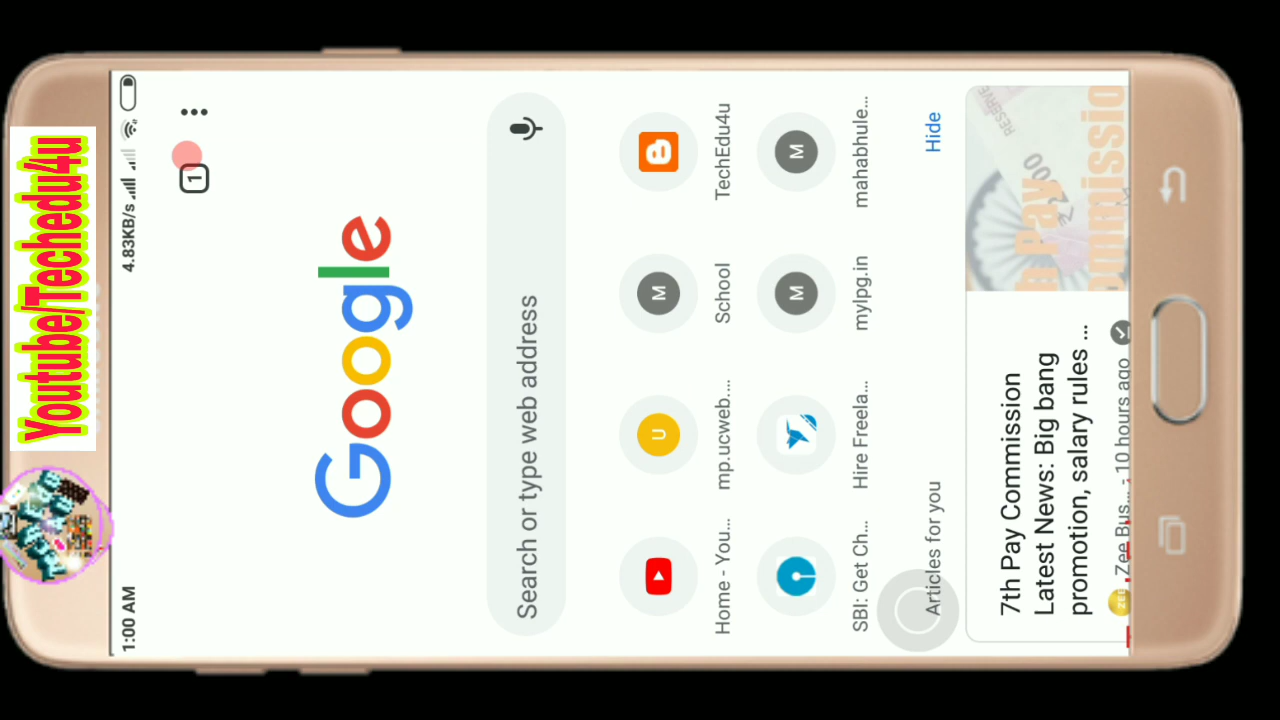 Youtube/Techedu4u
1:00 AM
4.83KB/s
1
Google
Search or type web address
U
M
Home - You...
mp.ucweb....
School
TechEdu4u
M
M
SBI: Get Ch...
Hire Freela...
mylpg.in
mahabhule...
Articles for you
Hide
7th Pay Commission
Latest News: Big bang
promotion, salary rules ...
Zee Bus... - 10 hours ago
RESERVE